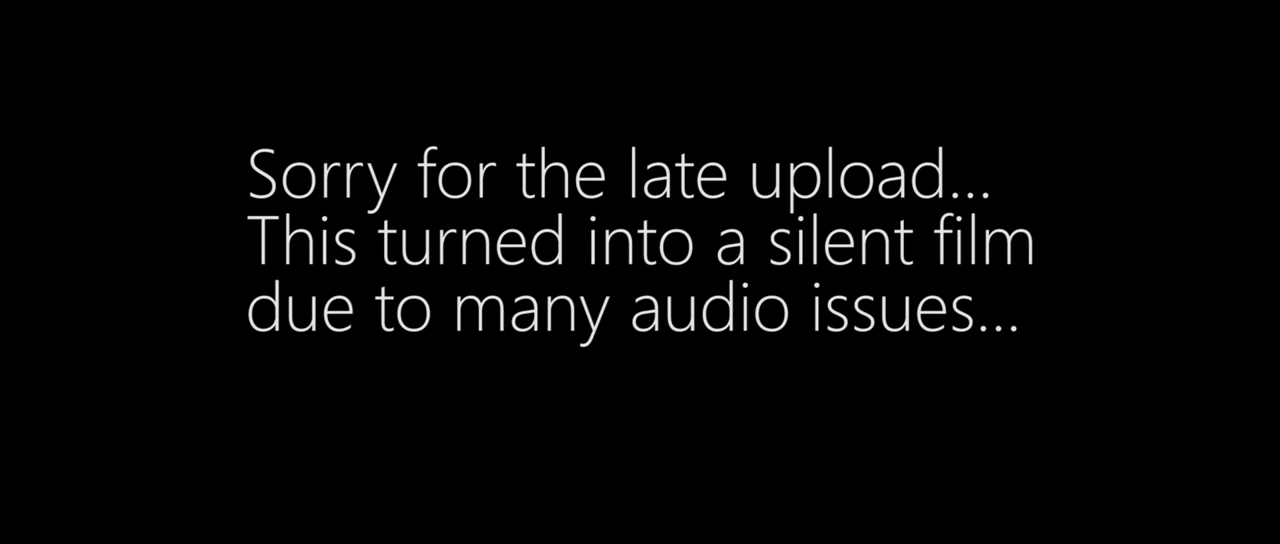 Sorry for the late upload...
This turned into a silent film
due to many audio issues...